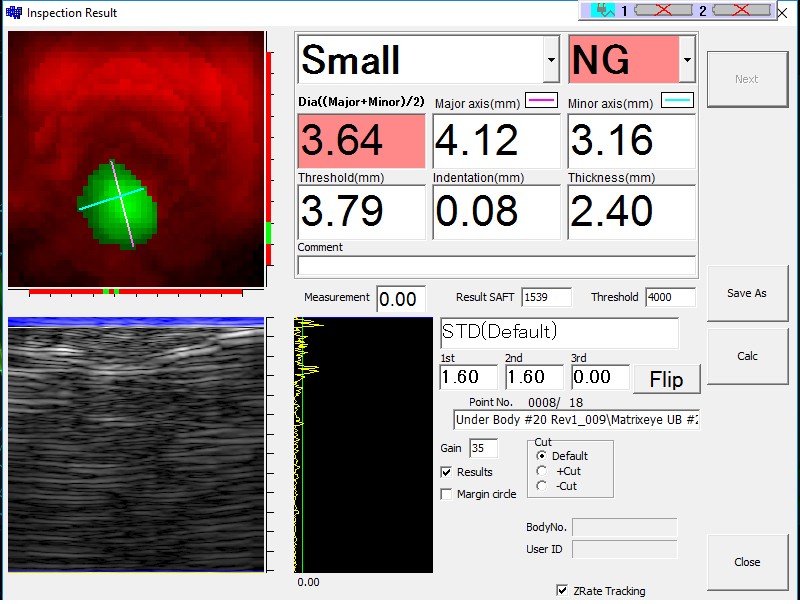 Inspection Result
1
2
Small
NG
Next
Dia((Major+Minor)/2)
Major axis(mm)
Minor axis(mm)
3.64
4.12
3.16
Threshold(mm)
Indentation(mm)
Thickness(mm)
3.79
0.08
2.40
Comment
Measurement
0.00
Result SAFT
1539
Threshold
4000
Save As
STD(Default)
Calc
1st
2nd
3rd
1.60
1.60
0.00
Flip
Point No.
0008/ 18
Under Body #20 Rev1_009\Matrixeye UB #2
Gain
35
Cut
Default
Results
+Cut
Margin circle
-Cut
BodyNo.
User ID
Close
0.00
ZRate Tracking